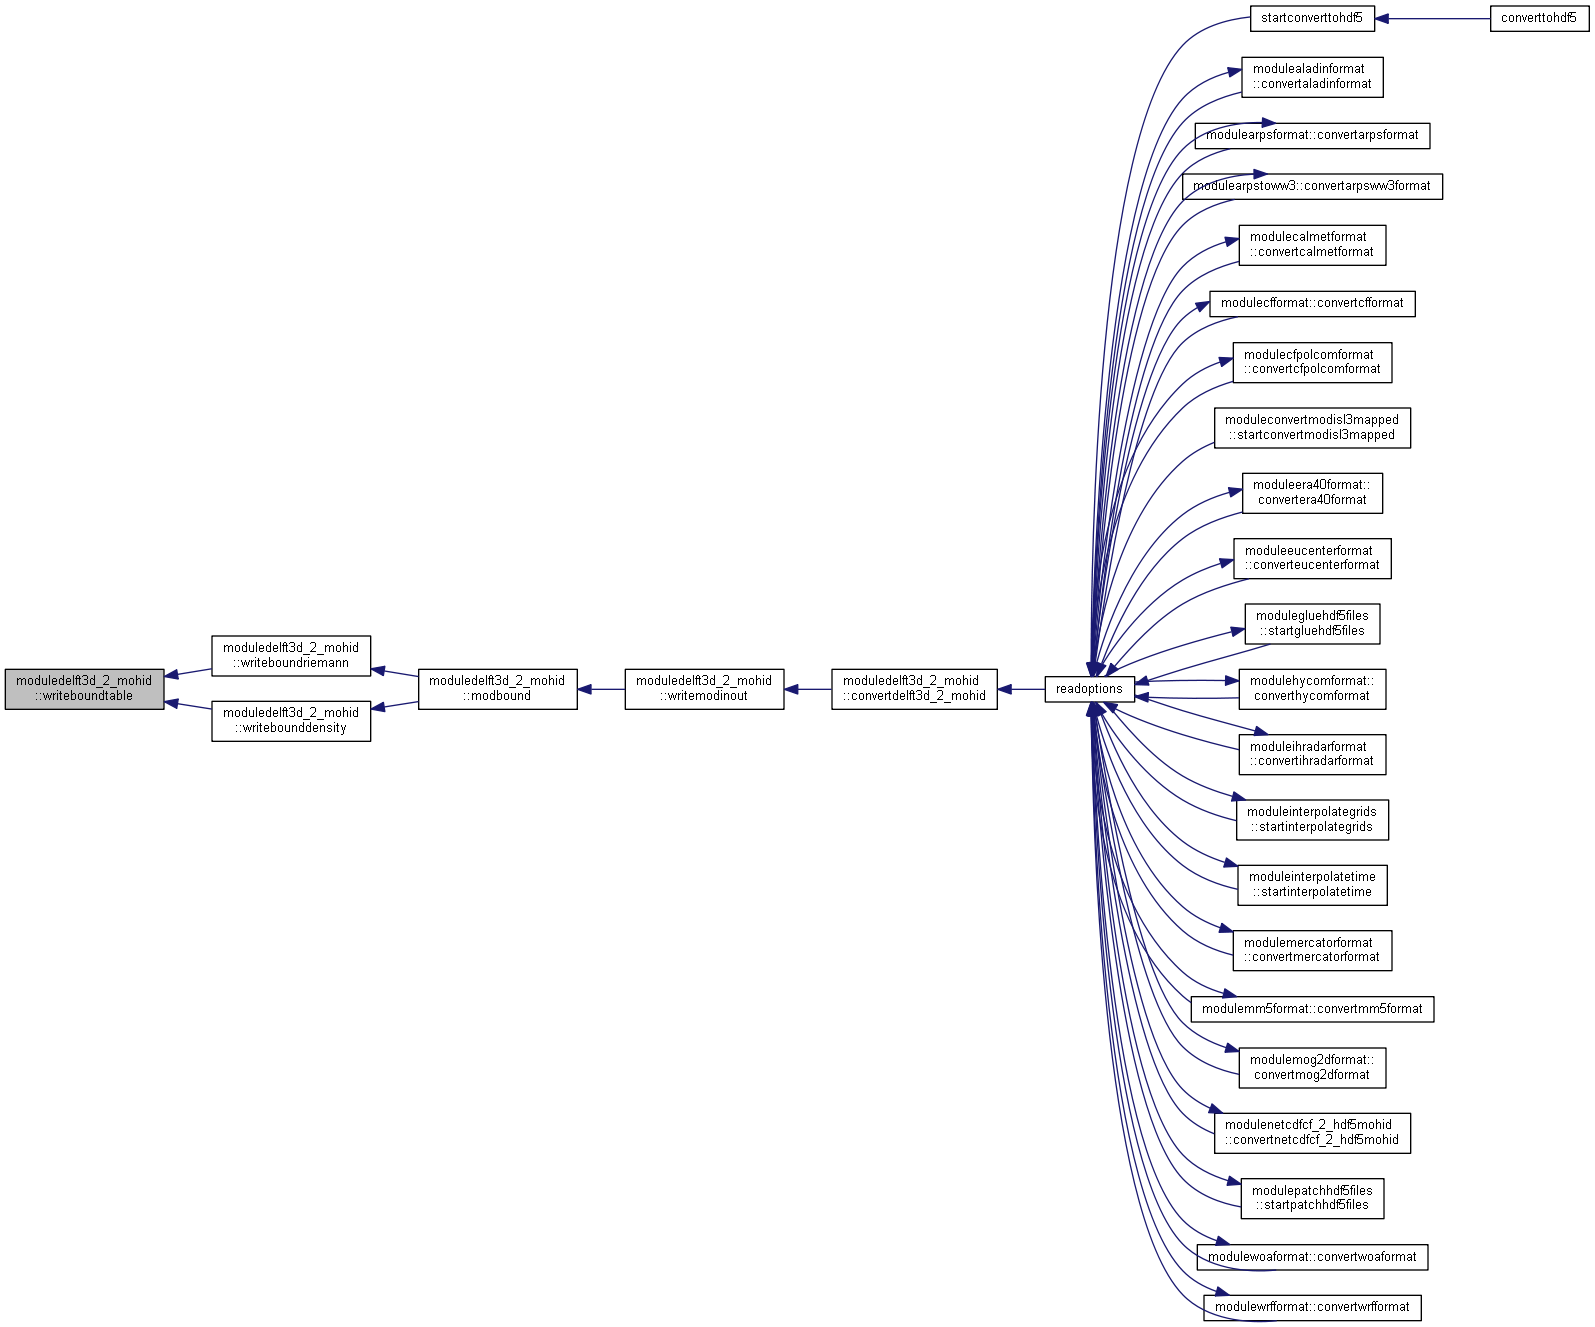 startconverttohdf5
converttohdf5
modulealadinformat
::convertaladinformat
modulearpsformat::convertarpsformat
modulearpstoww3::convertarpsww3format
modulecalmetformat
::convertcalmetformat
modulecfformat::convertcfformat
modulecfpolcomformat
::convertcfpolcomformat
moduleconvertmodisl3mapped
::startconvertmodisl3mapped
moduleera40format::
convertera40format
moduleeucenterformat
::converteucenterformat
modulegluehdf5files
::startgluehdf5files
moduledelft3d_2_mohid
::writeboundtable
moduledelft3d_2_mohid
::writeboundriemann
moduledelft3d_2_mohid
::writebounddensity
moduledelft3d_2_mohid
::modbound
moduledelft3d_2_mohid
::writemodinout
moduledelft3d_2_mohid
::convertdelft3d_2_mohid
readoptions
modulehycomformat::
converthycomformat
moduleihradarformat
::convertihradarformat
moduleinterpolategrids
::startinterpolategrids
moduleinterpolatetime
::startinterpolatetime
modulemercatorformat
::convertmercatorformat
modulemm5format::convertmm5format
modulemog2dformat::
convertmog2dformat
modulenetcdfcf_2_hdf5mohid
::convertnetcdfcf_2_hdf5mohid
modulepatchhdf5files
::startpatchhdf5files
modulewoaformat::convertwoaformat
modulewrfformat::convertwrfformat